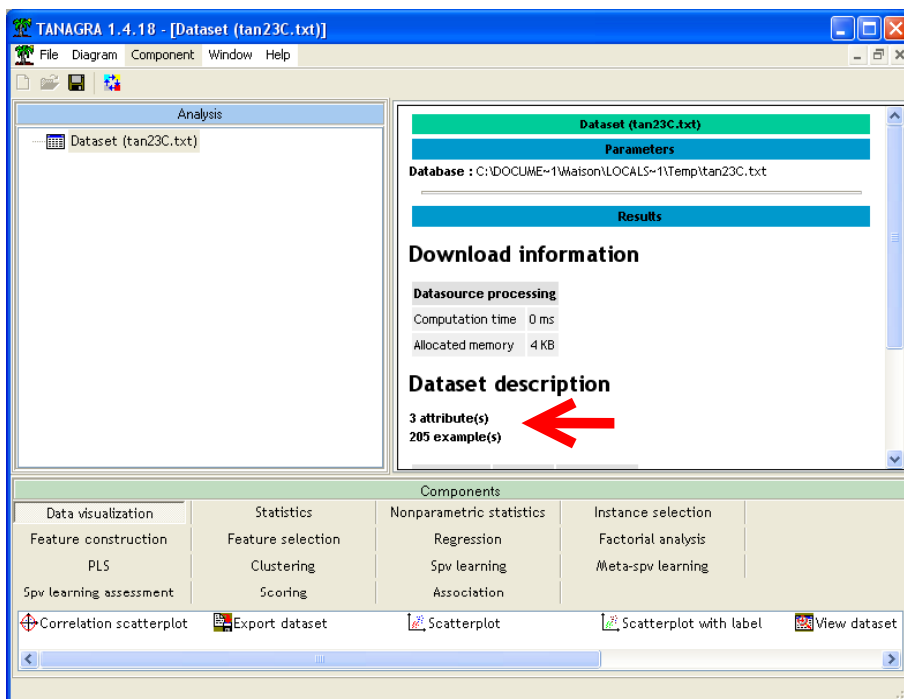 TANAGRA 1.4.18 - [Dataset (tan23C.txt)]
File Diagram Component Window Help
Analysis
Dataset (tan23C.txt)
Dataset (tan23C.txt)
Parameters
Database : C:\DOCUME~1\Maison\LOCALS~1\Temp\tan23C.txt
Results
Download information
Datasource processing
Computation time 0 ms
Allocated memory 4 KB
Dataset description
3 attribute(s)
205 example(s)
Components
Data visualization Statistics Nonparametric statistics Instance selection
Feature construction Feature selection Regression Factorial analysis
PLS Clustering Spv learning Meta-spv learning
Spv learning assessment Scoring Association
Correlation scatterplot Export dataset Scatterplot Scatterplot with label View dataset